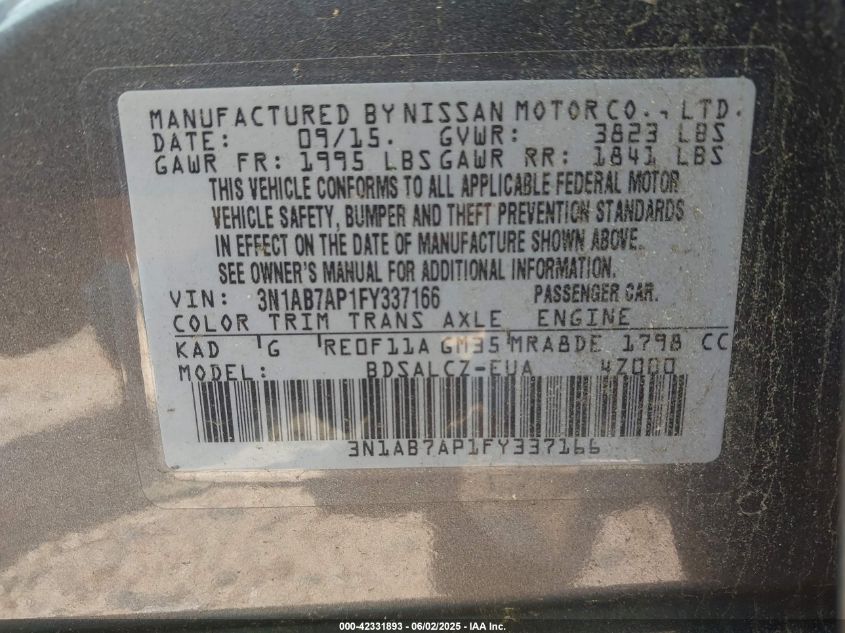 MANUFACTURED BY NISSAN MOTOR CO., LTD.
DATE: 09/15. GVWR: 3823 LBS
GAWR FR: 1995 LBS GAWR RR: 1841 LBS
THIS VEHICLE CONFORMS TO ALL APPLICABLE FEDERAL MOTOR
VEHICLE SAFETY, BUMPER AND THEFT PREVENTION STANDARDS
IN EFFECT ON THE DATE OF MANUFACTURE SHOWN ABOVE.
SEE OWNER'S MANUAL FOR ADDITIONAL INFORMATION.
VIN: 3N1AB7AP1FY337166 PASSENGER CAR.
COLOR TRIM TRANS AXLE ENGINE
KAD G RE0F11A GM35 MRA8DE 1798 CC
MODEL: BDSALCZ-EUA 4Z000
3N1AB7AP1FY337166
000-42331893 - 06/02/2025 - IAA Inc.